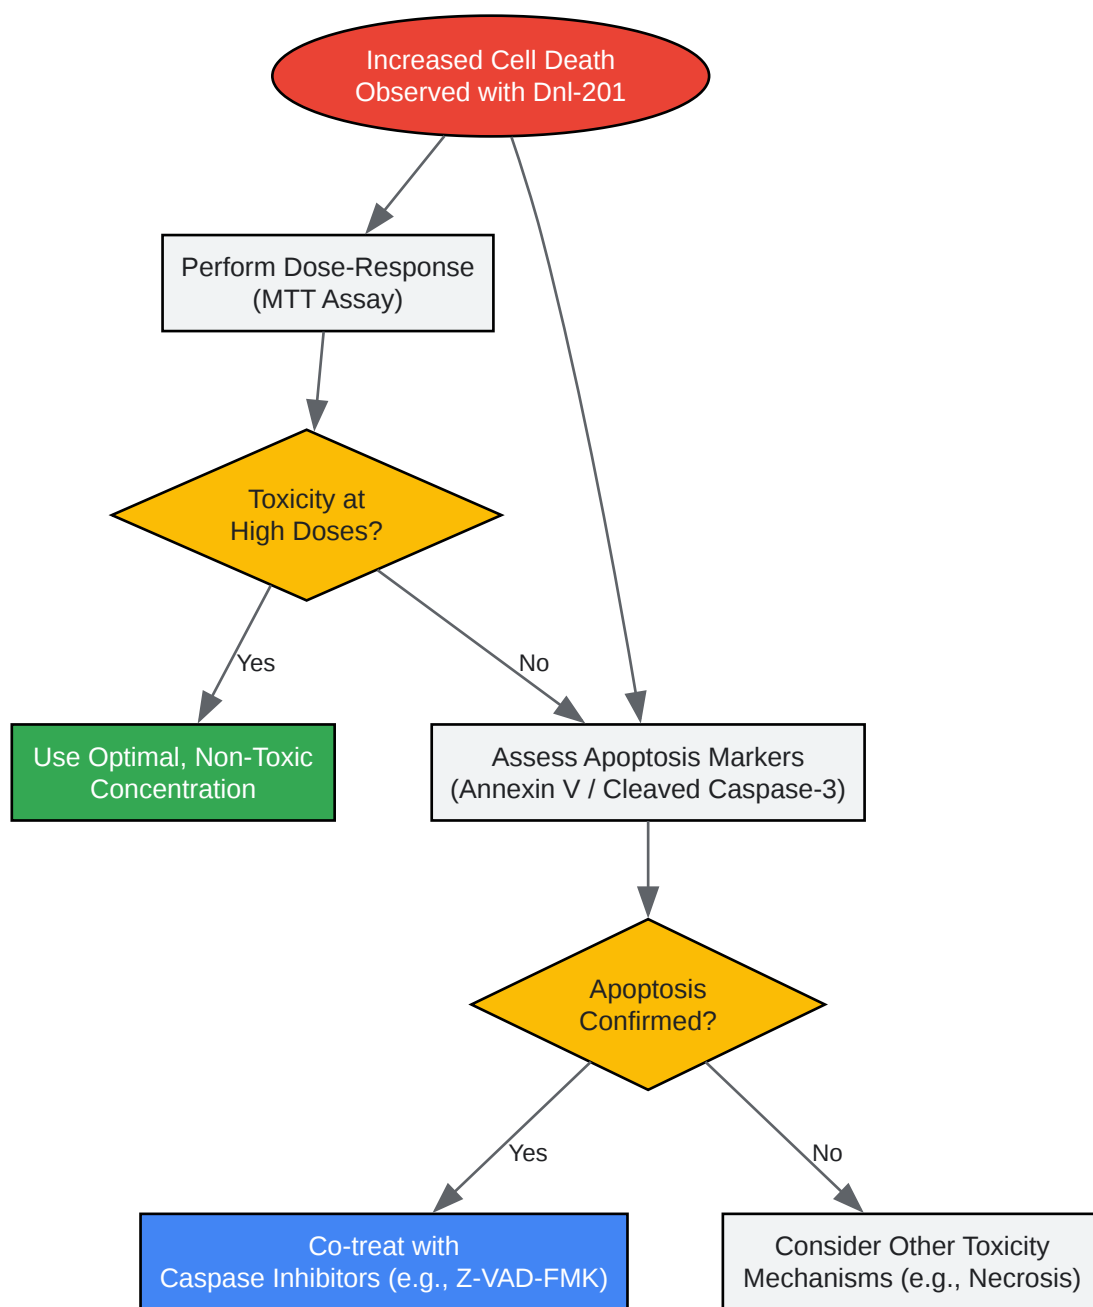 Increased Cell Death
Observed with Dnl-201
Perform Dose-Response
(MTT Assay)
Toxicity at
High Doses?
Yes
No
Use Optimal, Non-Toxic
Concentration
Assess Apoptosis Markers
(Annexin V / Cleaved Caspase-3)
Apoptosis
Confirmed?
Yes
No
Co-treat with
Caspase Inhibitors (e.g., Z-VAD-FMK)
Consider Other Toxicity
Mechanisms (e.g., Necrosis)